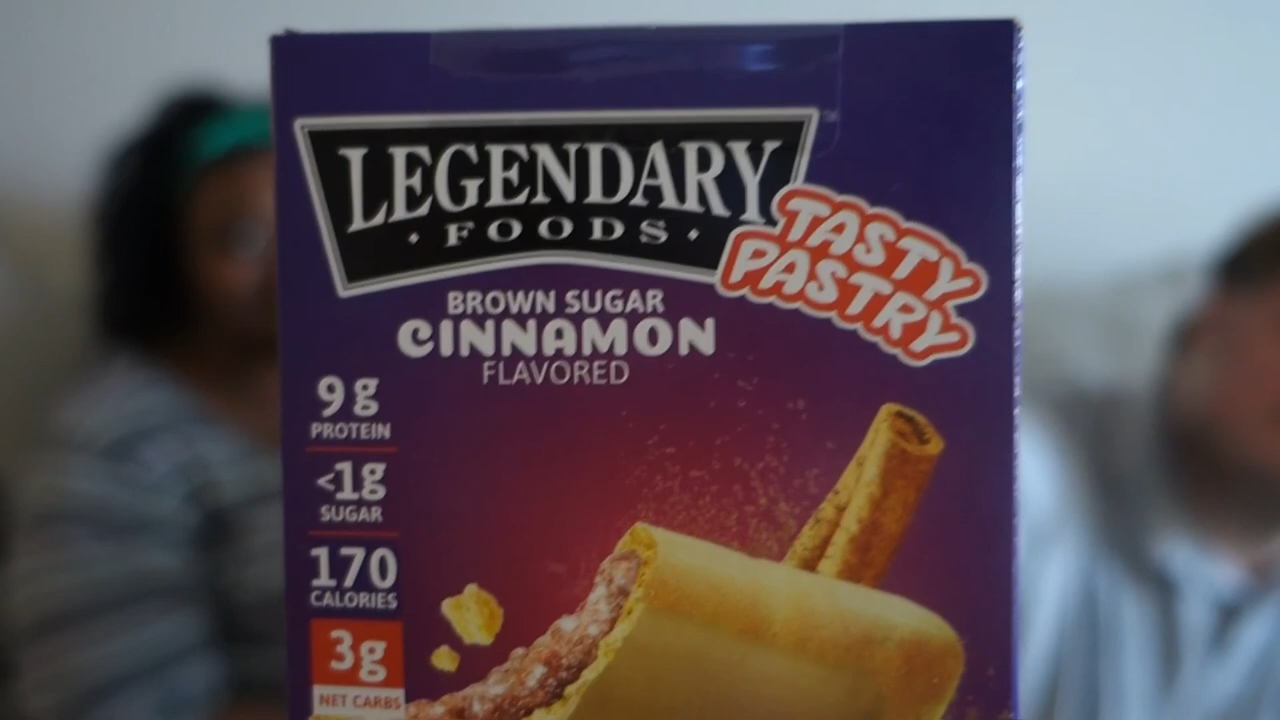 LEGENDARY
• FOODS •
TASTY
PASTRY
BROWN SUGAR
CINNAMON
FLAVORED
9g
PROTEIN
<1g
SUGAR
170
CALORIES
3g
NET CARBS